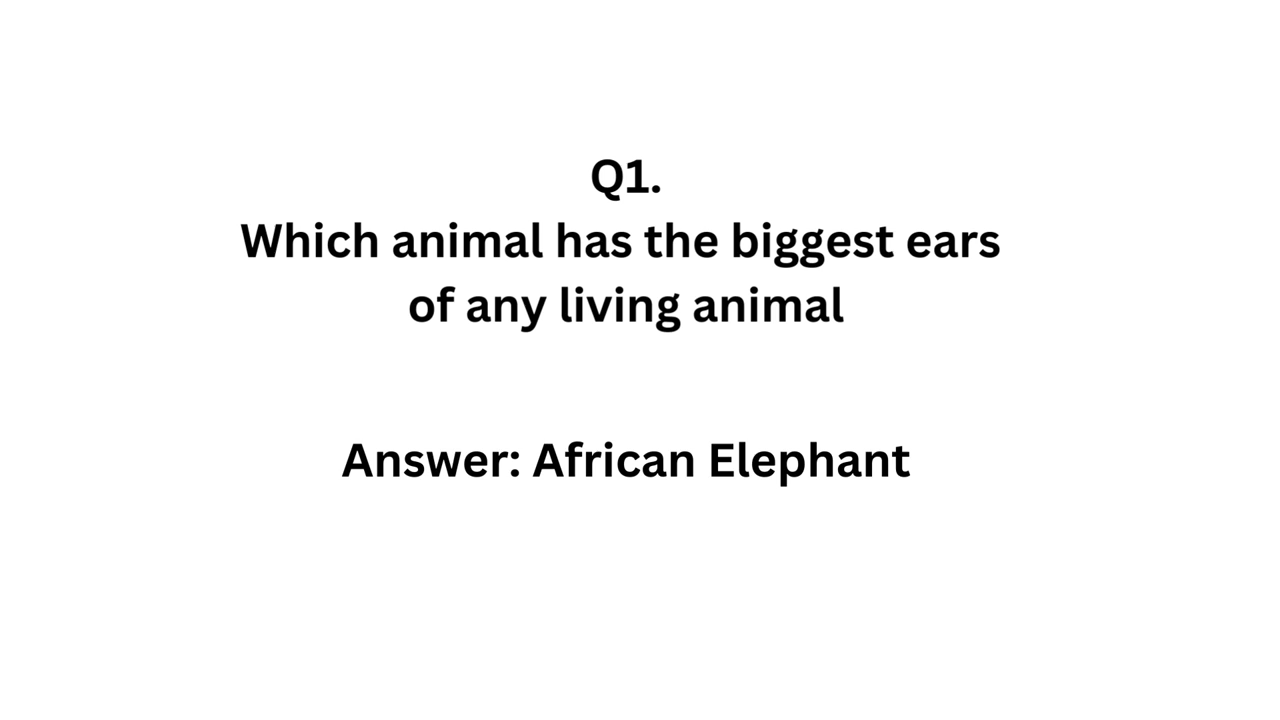 Q1.
Which animal has the biggest ears
of any living animal
Answer: African Elephant